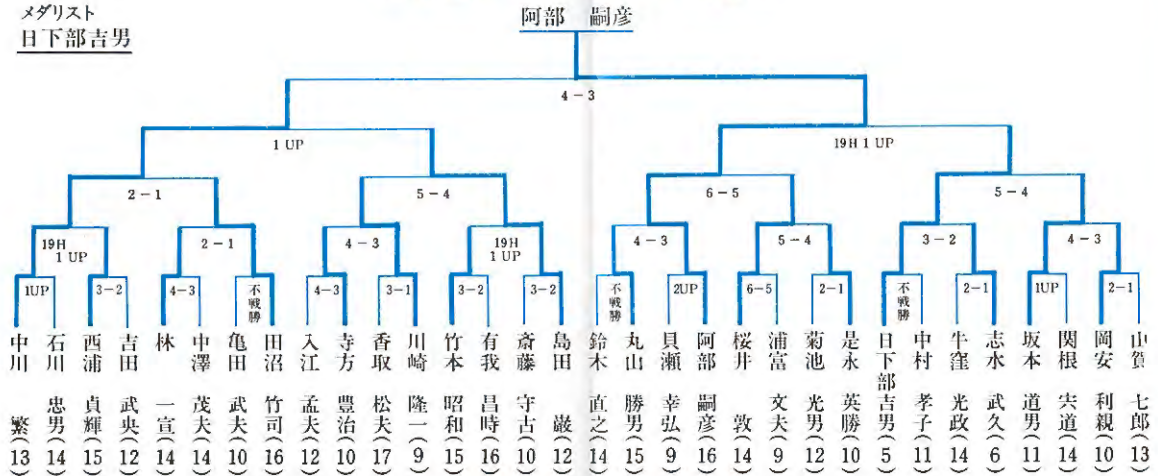 メダリスト
日下部吉男
阿部 嗣彦
4－3
1 UP
19H 1 UP
2－1
5－4
6－5
5－4
19H
1 UP
2－1
4－3
19H
1 UP
4－3
5－4
3－2
4－3
1UP
3－2
4－3
不戦勝
4－3
3－1
3－2
3－2
不戦勝
2UP
6－5
2－1
不戦勝
2－1
1UP
2－1
中川 繁(13)
石川 忠男(14)
西浦 貞輝(15)
吉田 武央(12)
林 一宣(14)
中澤 茂夫(14)
亀田 武夫(10)
田沼 竹司(16)
入江 孟夫(12)
寺方 豊治(10)
香取 松夫(17)
川崎 隆一(9)
竹本 昭和(15)
有我 昌時(16)
斎藤 守古(10)
島田 巌(12)
鈴木 直之(14)
丸山 勝男(15)
貝瀬 幸弘(9)
阿部 嗣彦(16)
桜井 敦(14)
浦富 文夫(9)
菊池 光男(12)
是永 英勝(10)
日下部吉男(5)
中村 孝子(11)
牛窪 光政(14)
志水 武久(6)
坂本 道男(11)
関根 宍道(14)
岡安 利親(10)
山賀 七郎(13)